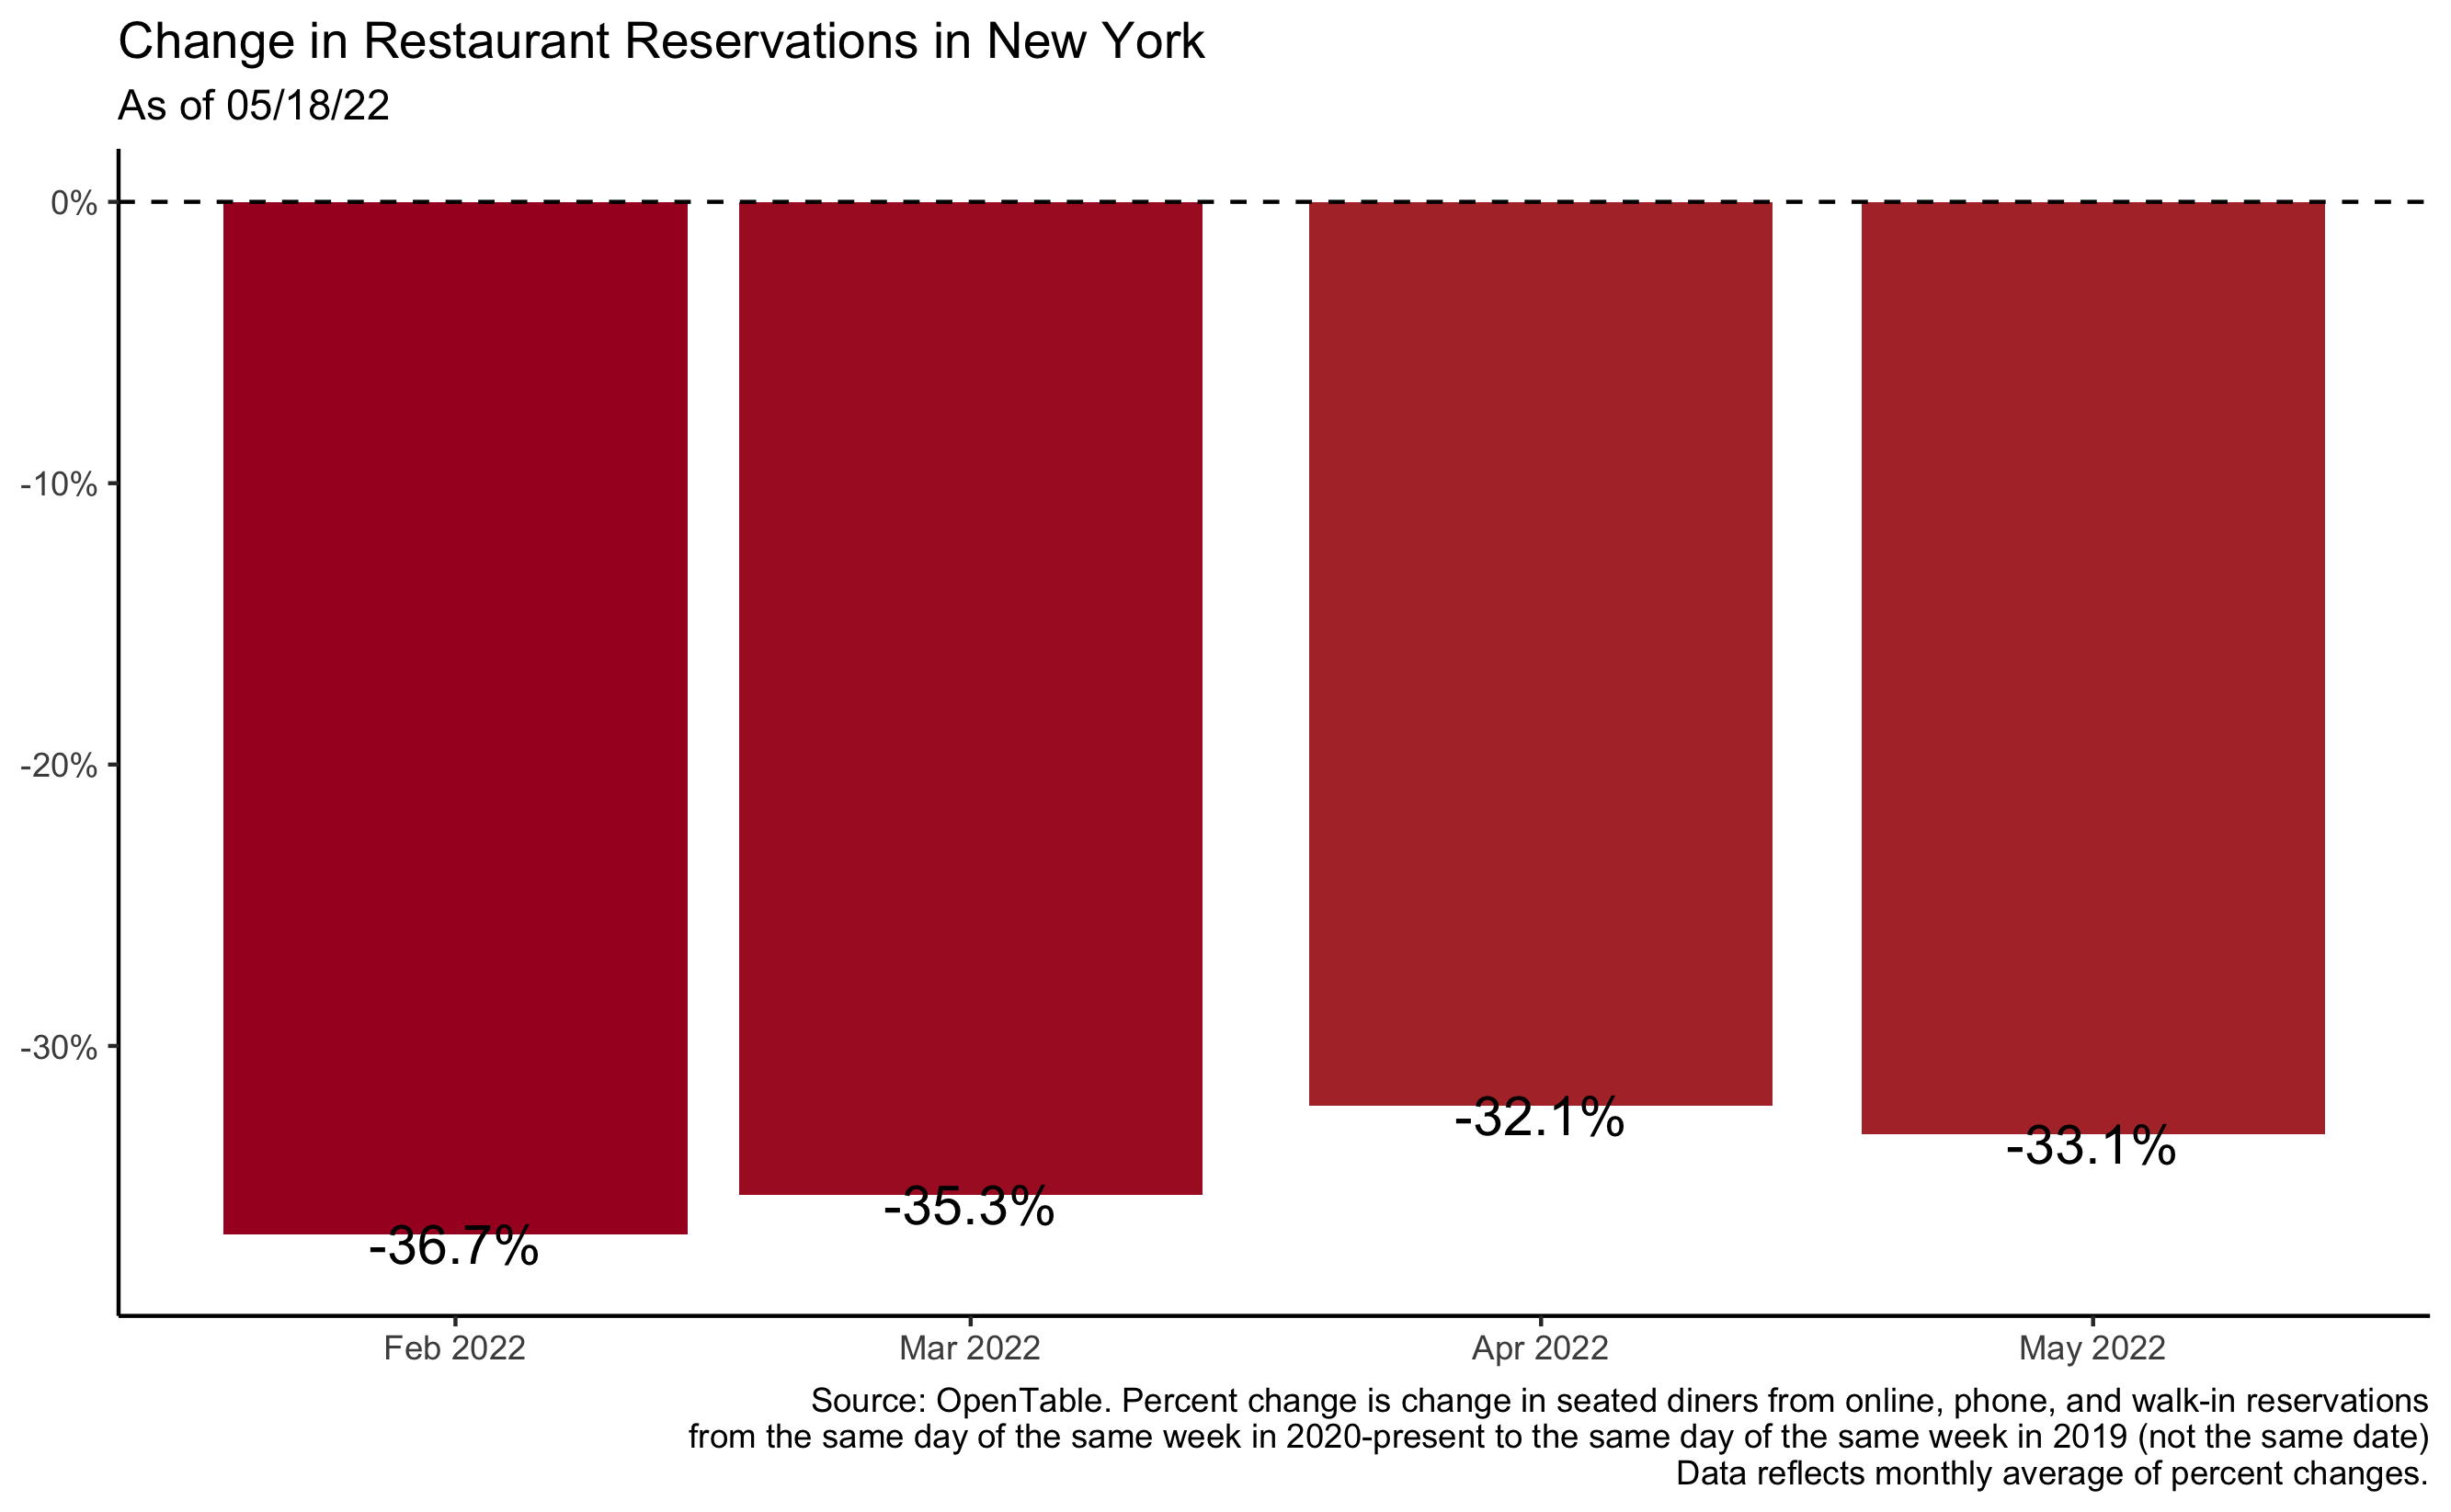 Change in Restaurant Reservations in New York
As of 05/18/22
0%
-10%
-20%
-30%
-36.7%
-35.3%
-32.1%
-33.1%
Feb 2022
Mar 2022
Apr 2022
May 2022
Source: OpenTable. Percent change is change in seated diners from online, phone, and walk-in reservations
from the same day of the same week in 2020-present to the same day of the same week in 2019 (not the same date)
Data reflects monthly average of percent changes.